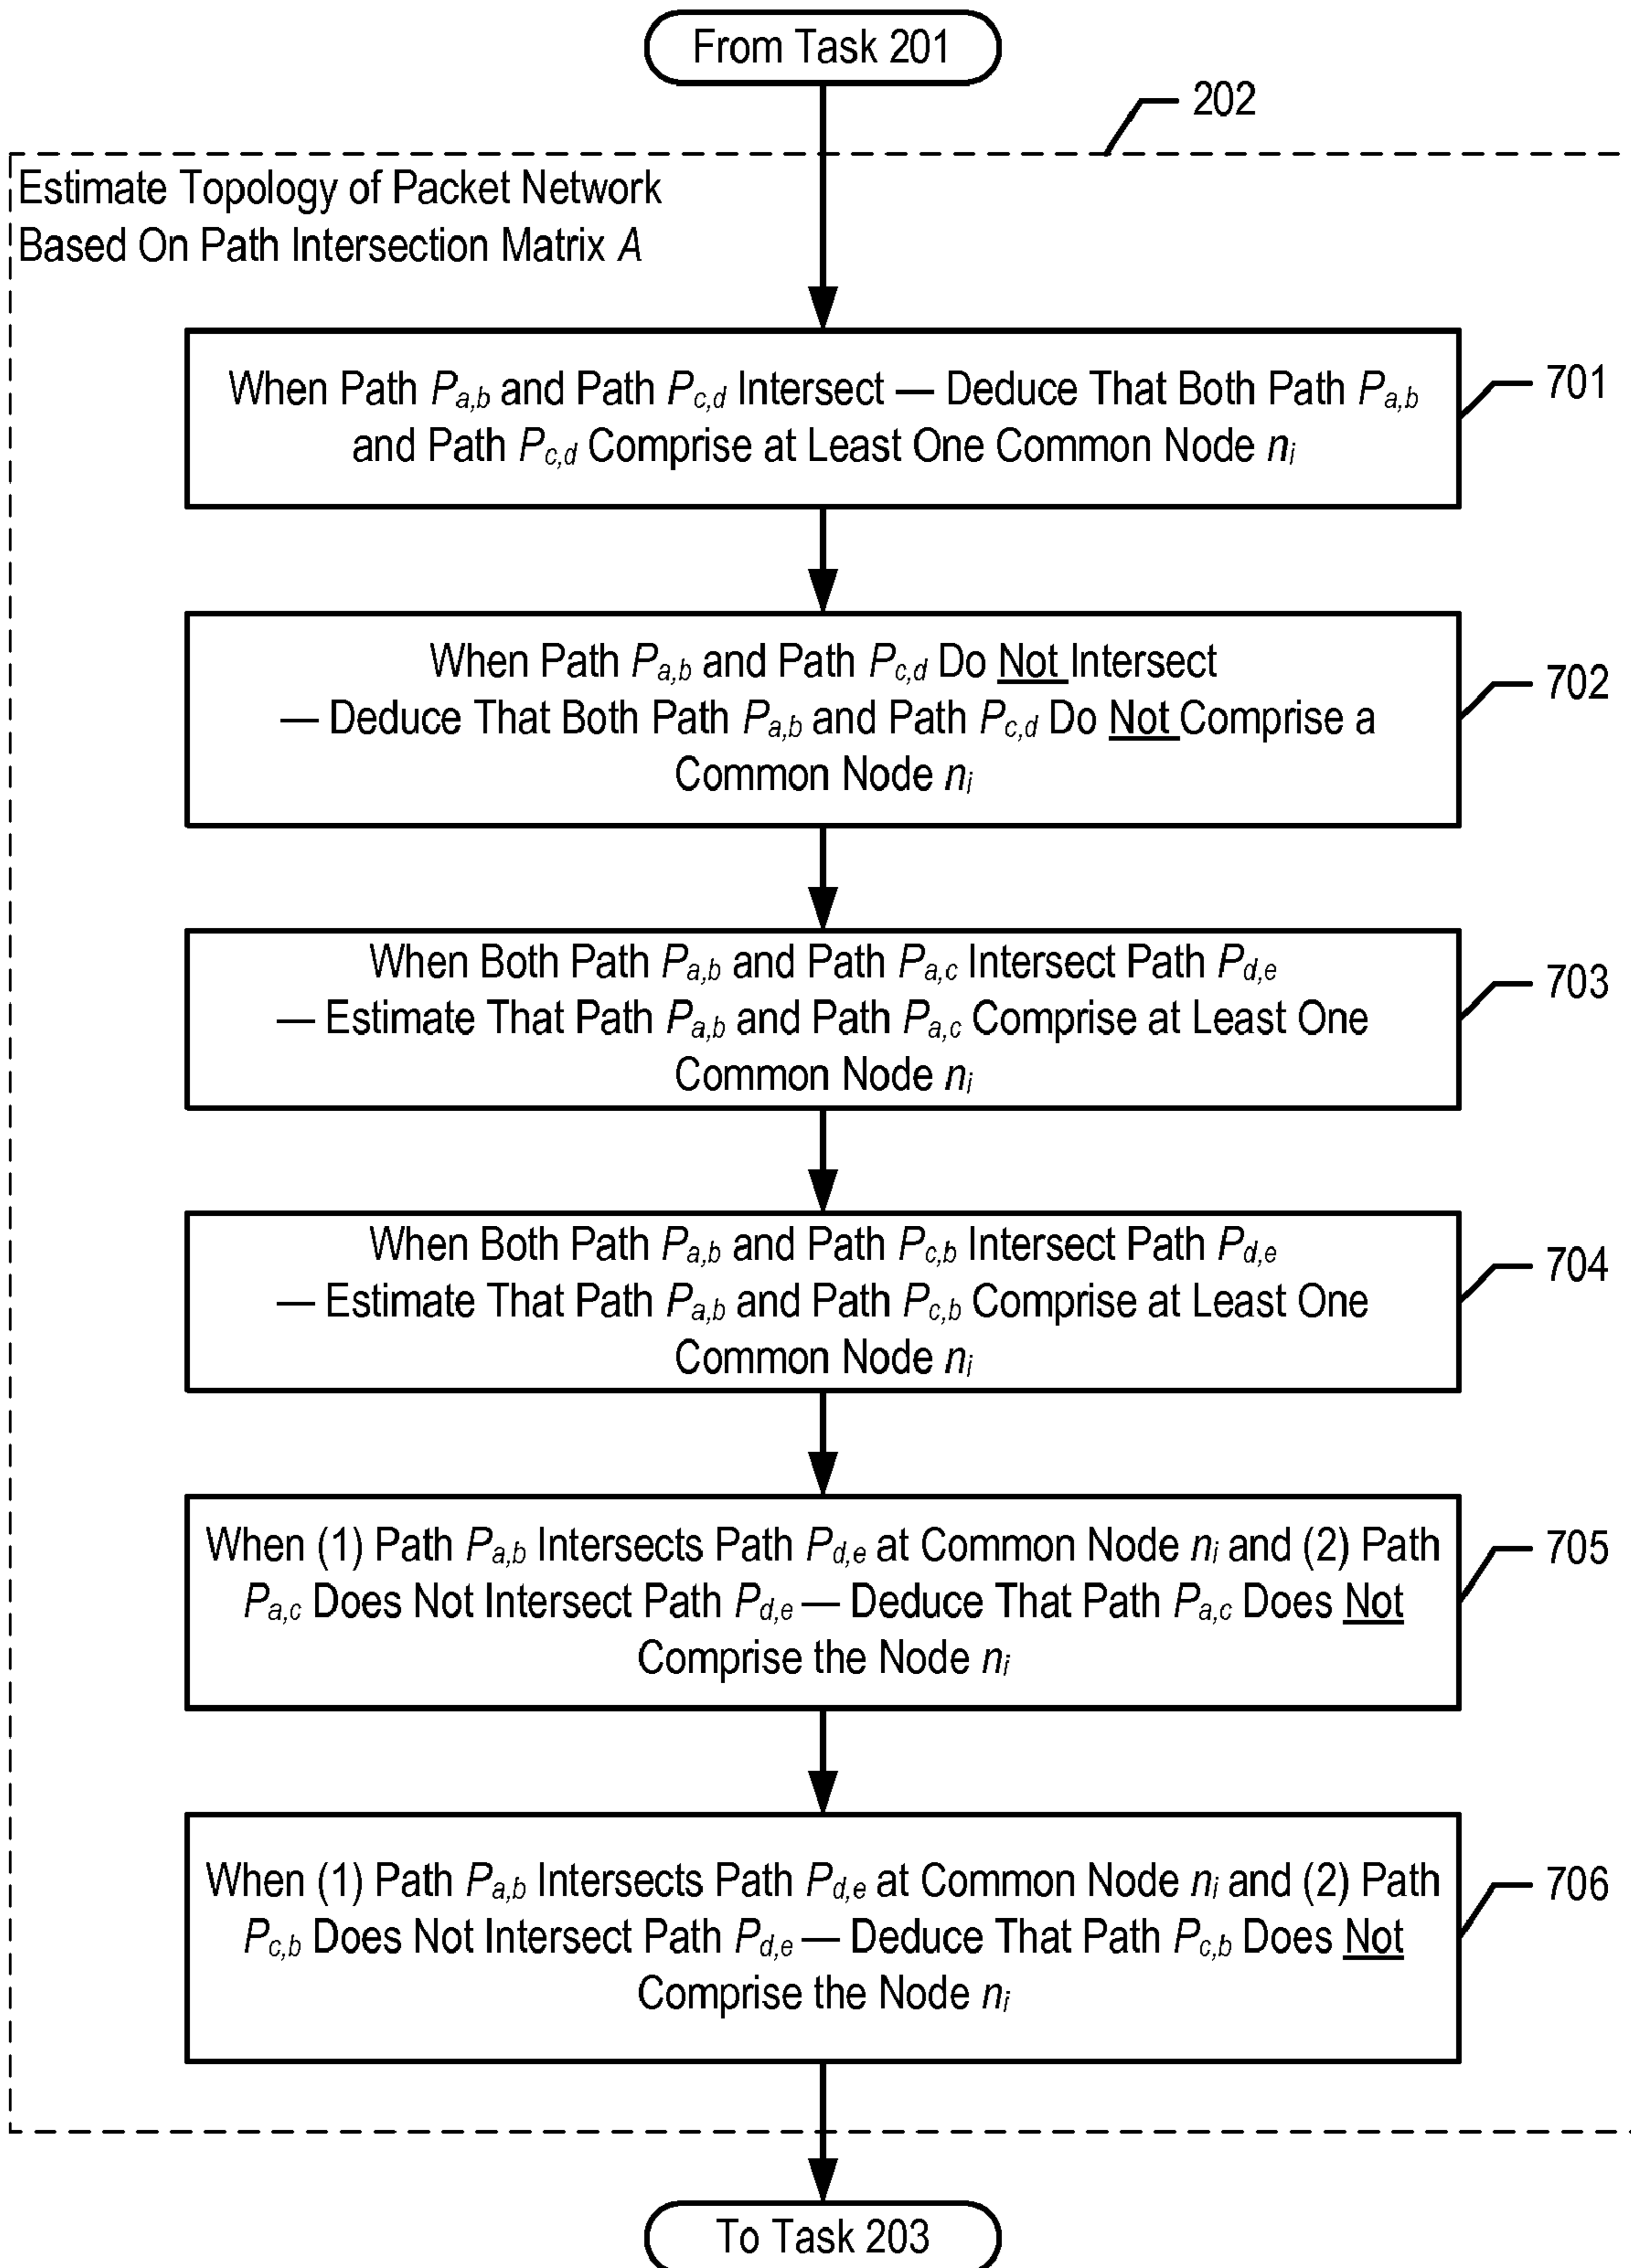 From Task 201
202
Estimate Topology of Packet Network
Based On Path Intersection Matrix A
When Path Pa,b and Path Pc,d Intersect — Deduce That Both Path Pa,b
and Path Pc,d Comprise at Least One Common Node ni
701
When Path Pa,b and Path Pc,d Do Not Intersect
— Deduce That Both Path Pa,b and Path Pc,d Do Not Comprise a
Common Node ni
702
When Both Path Pa,b and Path Pa,c Intersect Path Pd,e
— Estimate That Path Pa,b and Path Pa,c Comprise at Least One
Common Node ni
703
When Both Path Pa,b and Path Pc,b Intersect Path Pd,e
— Estimate That Path Pa,b and Path Pc,b Comprise at Least One
Common Node ni
704
When (1) Path Pa,b Intersects Path Pd,e at Common Node ni and (2) Path
Pa,c Does Not Intersect Path Pd,e — Deduce That Path Pa,c Does Not
Comprise the Node ni
705
When (1) Path Pa,b Intersects Path Pd,e at Common Node ni and (2) Path
Pc,b Does Not Intersect Path Pd,e — Deduce That Path Pc,b Does Not
Comprise the Node ni
706
To Task 203